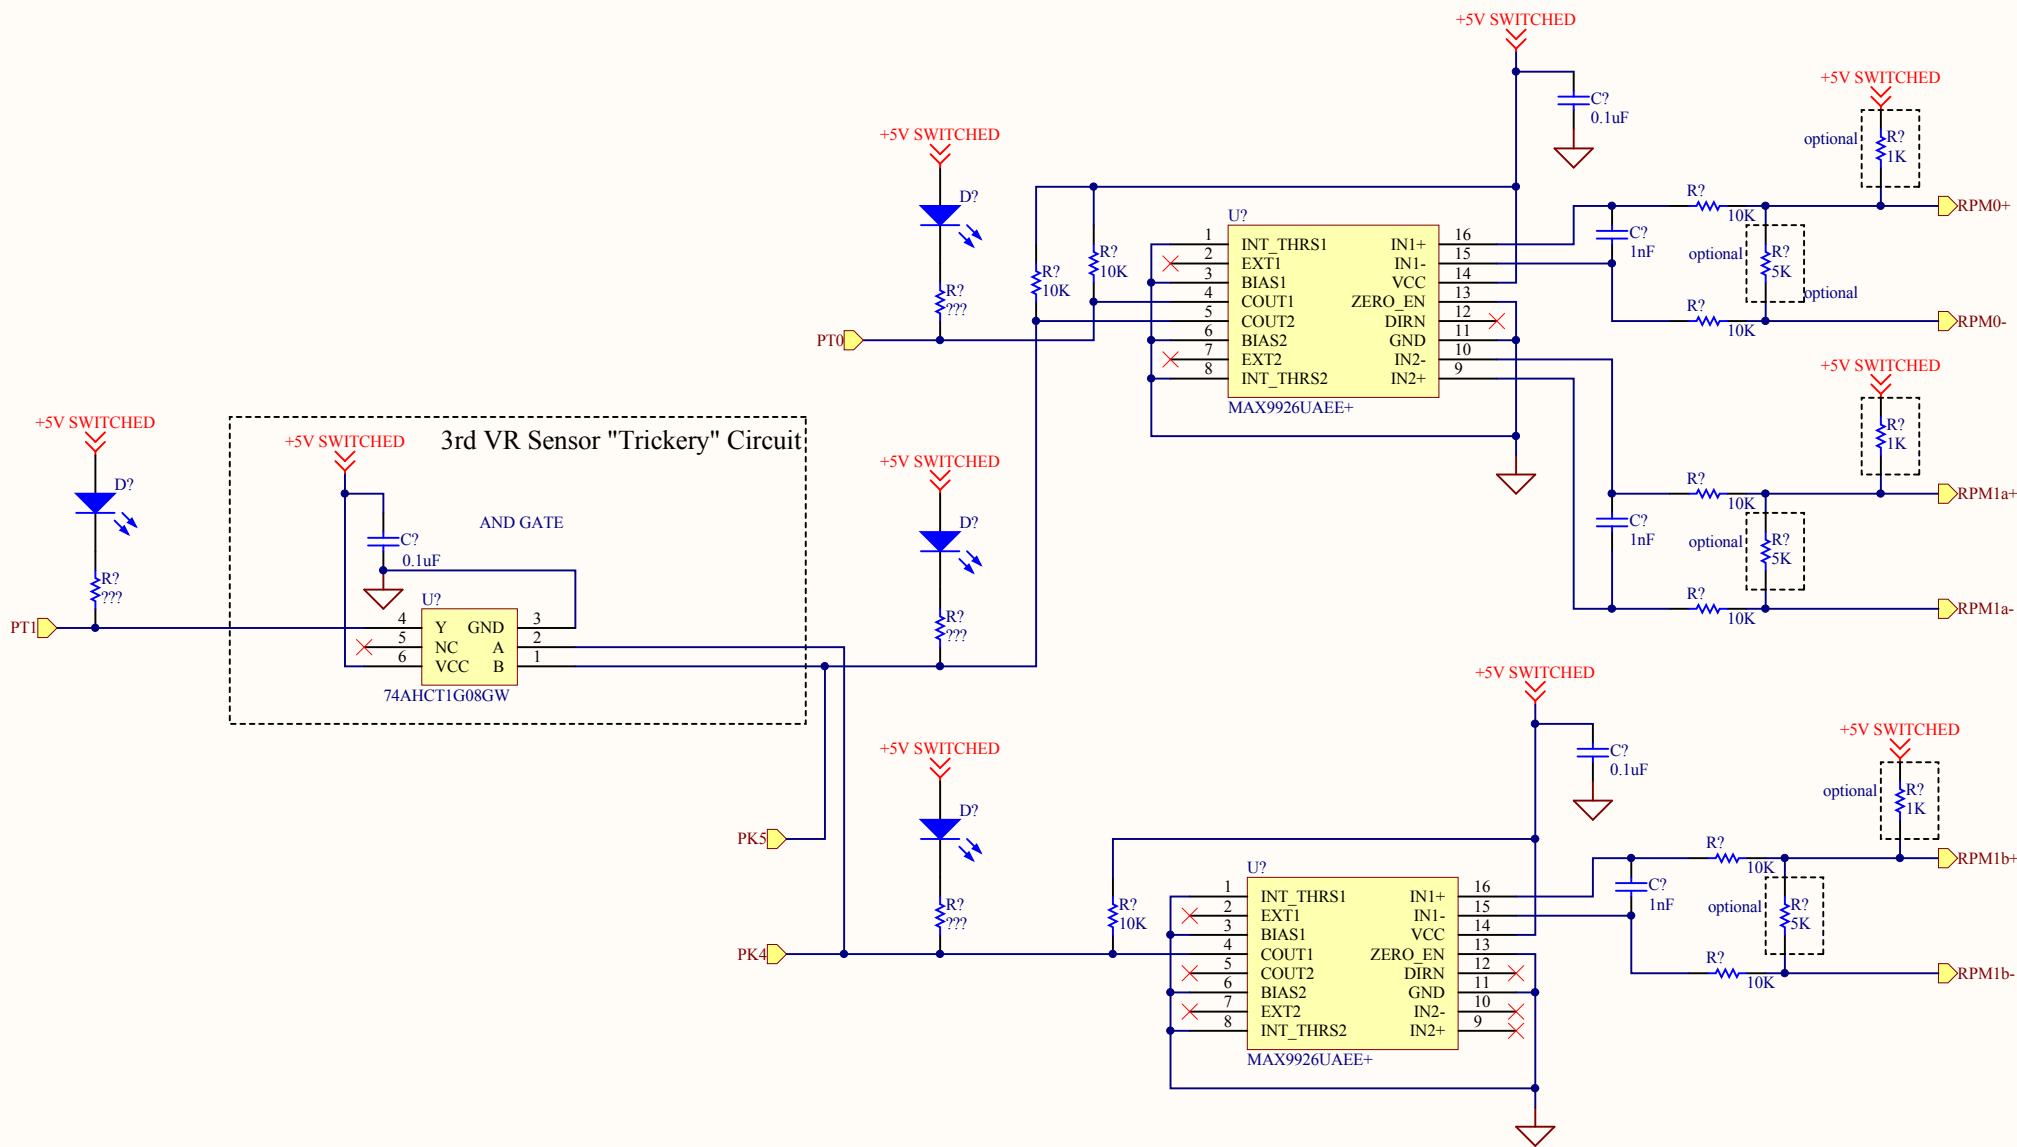 +5V SWITCHED
C?
0.1uF
+5V SWITCHED
optional
R?
1K
+5V SWITCHED
D?
R?
???
PT0
R?
10K
R?
10K
U?
1 INT_THRS1 IN1+ 16
2 EXT1 IN1- 15
3 BIAS1 VCC 14
4 COUT1 ZERO_EN 13
5 COUT2 DIRN 12
6 BIAS2 GND 11
7 EXT2 IN2- 10
8 INT_THRS2 IN2+ 9
MAX9926UAEE+
R?
10K
RPM0+
C?
1nF
optional
R?
5K
optional
R?
10K
RPM0-
+5V SWITCHED
R?
1K
R?
10K
RPM1a+
C?
1nF
optional
R?
5K
R?
10K
RPM1a-
+5V SWITCHED
D?
R?
???
PT1
3rd VR Sensor "Trickery" Circuit
+5V SWITCHED
AND GATE
C?
0.1uF
U?
4 Y GND 3
5 NC A 2
6 VCC B 1
74AHCT1G08GW
+5V SWITCHED
D?
R?
???
PK5
+5V SWITCHED
D?
R?
???
PK4
+5V SWITCHED
C?
0.1uF
R?
10K
U?
1 INT_THRS1 IN1+ 16
2 EXT1 IN1- 15
3 BIAS1 VCC 14
4 COUT1 ZERO_EN 13
5 COUT2 DIRN 12
6 BIAS2 GND 11
7 EXT2 IN2- 10
8 INT_THRS2 IN2+ 9
MAX9926UAEE+
+5V SWITCHED
optional
R?
1K
R?
10K
RPM1b+
C?
1nF
optional
R?
5K
R?
10K
RPM1b-